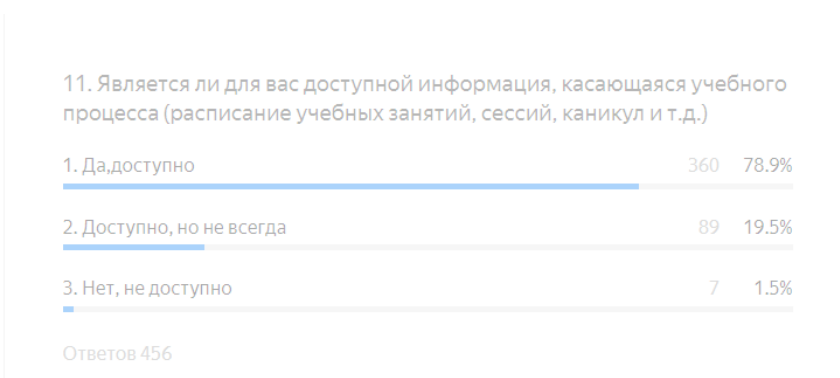 11. Является ли для вас доступной информация, касающаяся учебного
процесса (расписание учебных занятий, сессий, каникул и т.д.)
1. Да,доступно 360 78.9%
2. Доступно, но не всегда 89 19.5%
3. Нет, не доступно 7 1.5%
Ответов 456